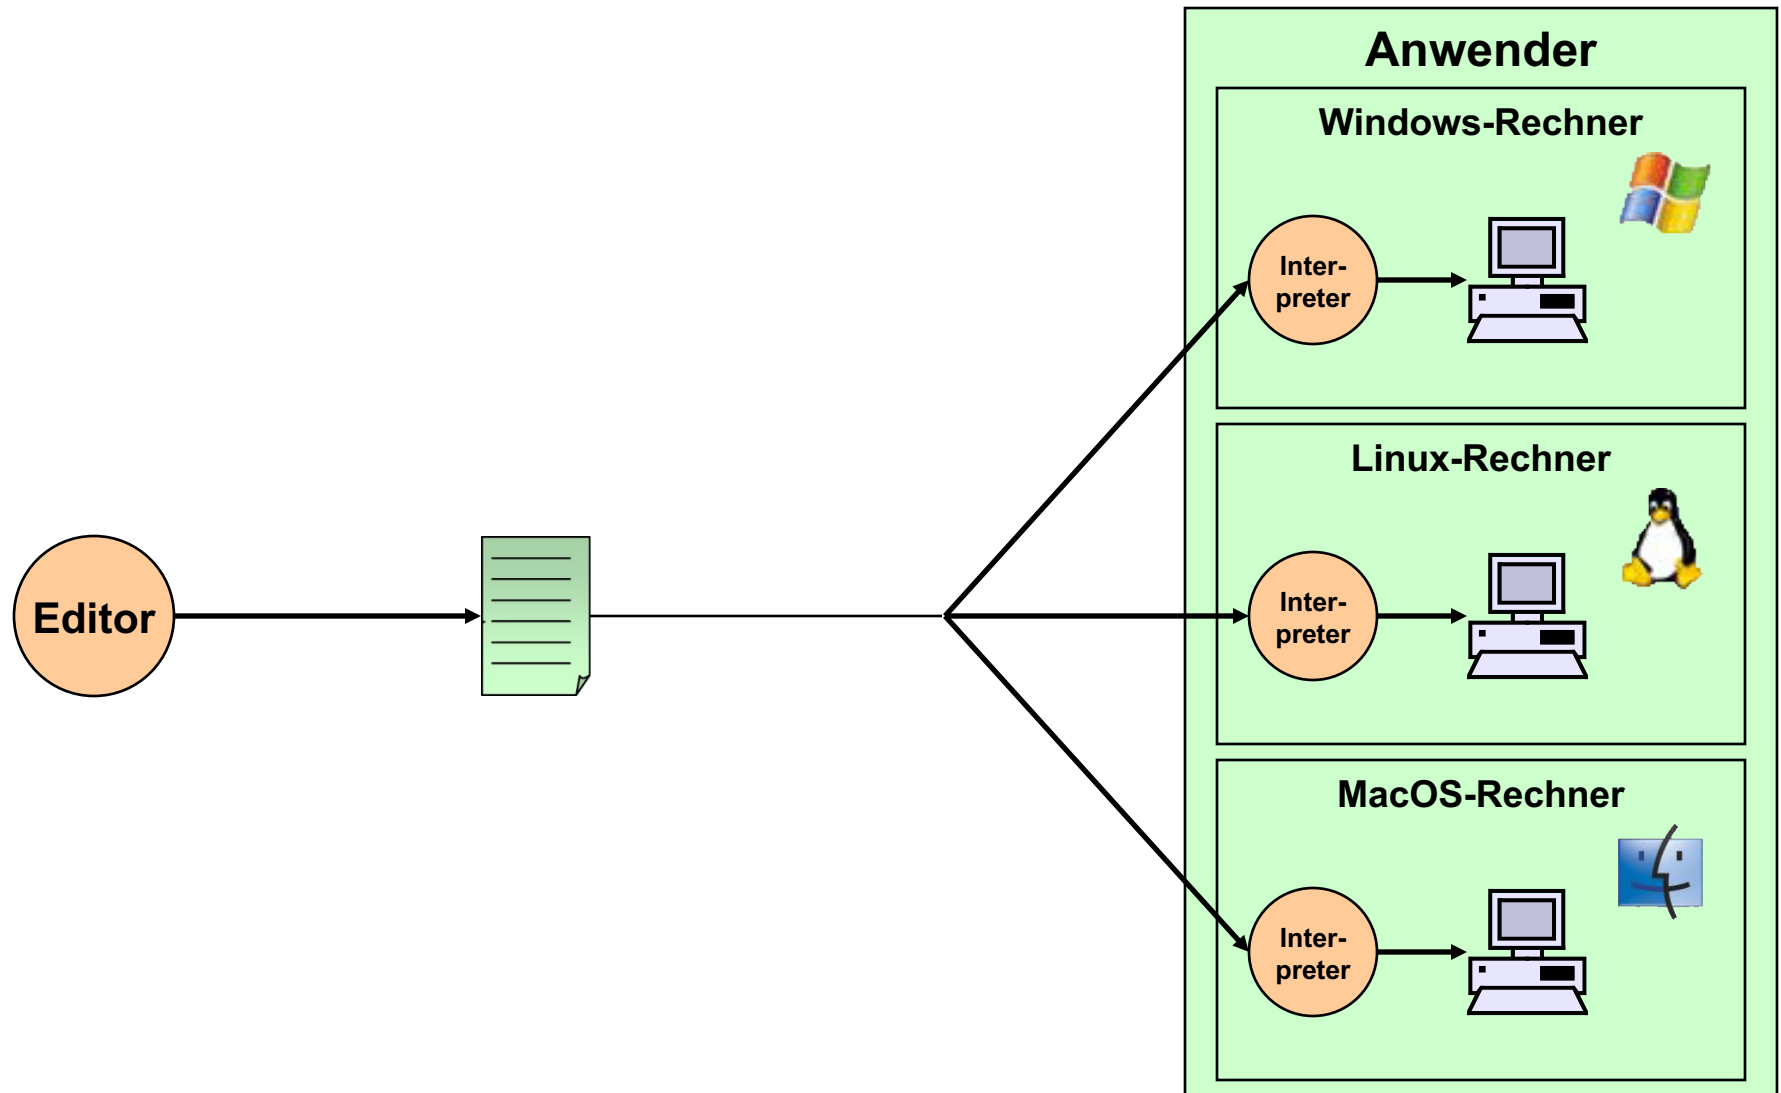 Anwender
Windows-Rechner
Inter-
preter
Linux-Rechner
Editor
Inter-
preter
MacOS-Rechner
Inter-
preter